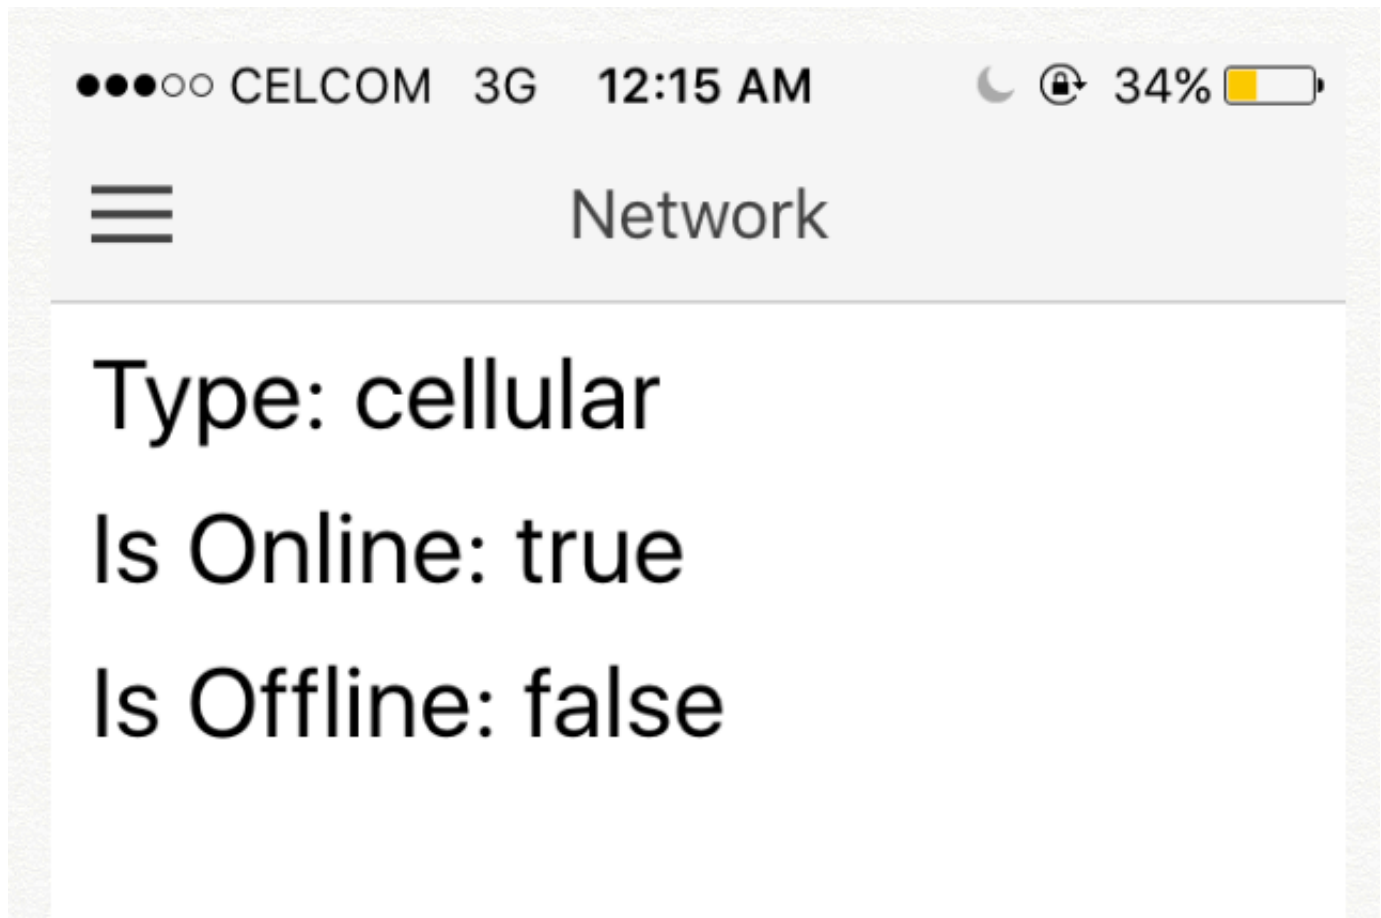 CELCOM 3G 12:15 AM 34%
Network
Type: cellular
Is Online: true
Is Offline: false